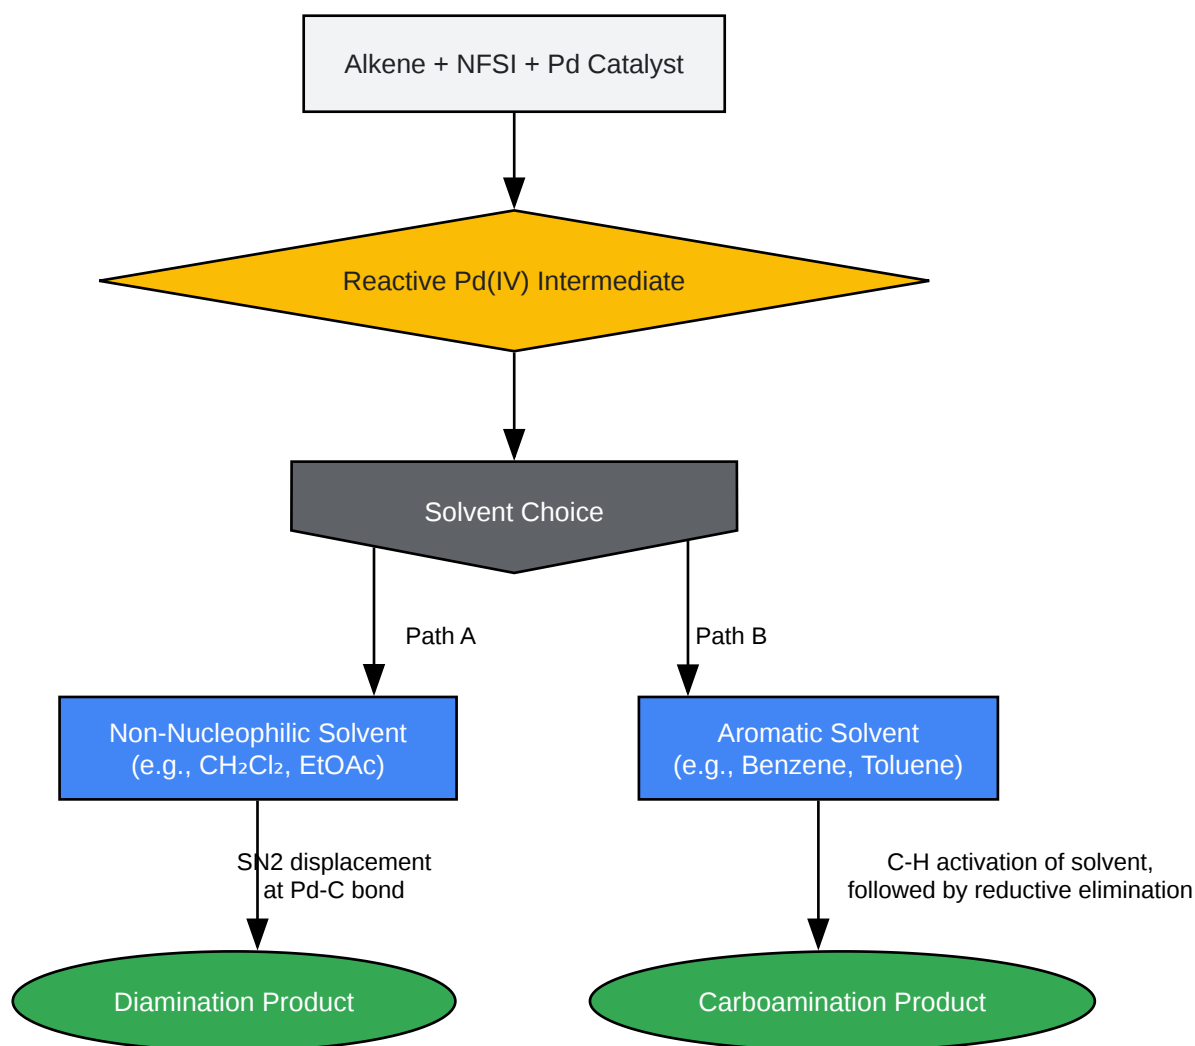 Alkene + NFSI + Pd Catalyst
Reactive Pd(IV) Intermediate
Solvent Choice
Path A
Path B
Non-Nucleophilic Solvent
(e.g., CH₂Cl₂, EtOAc)
Aromatic Solvent
(e.g., Benzene, Toluene)
SN2 displacement
at Pd-C bond
C-H activation of solvent,
followed by reductive elimination
Diamination Product
Carboamination Product